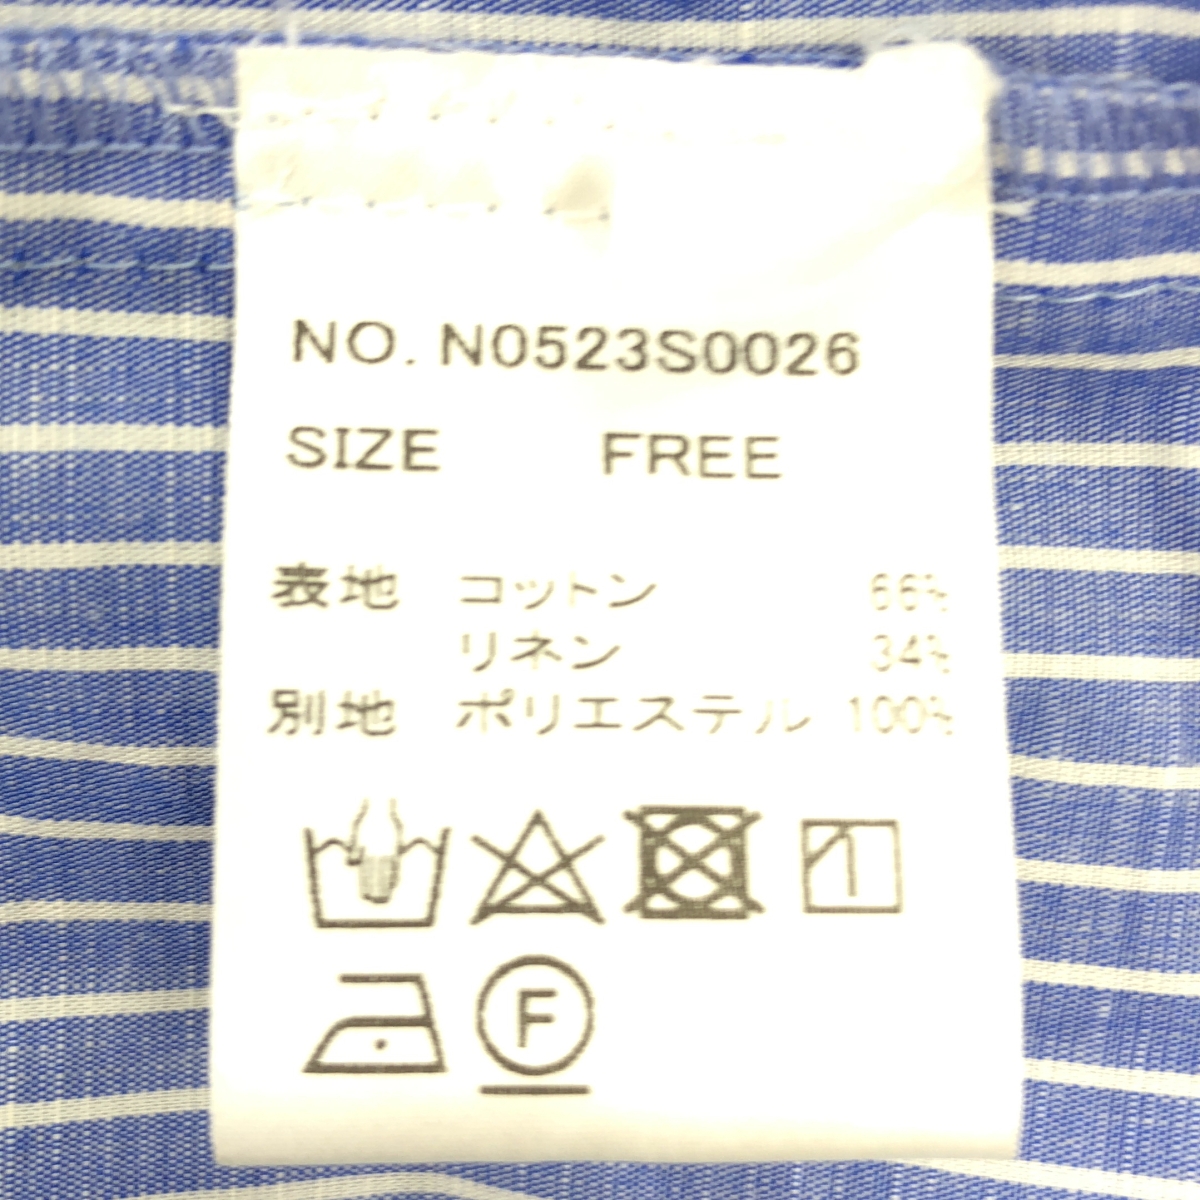 NO. N0523S0026
SIZE FREE
表地 コットン 66%
リネン 34%
別地 ポリエステル 100%
F